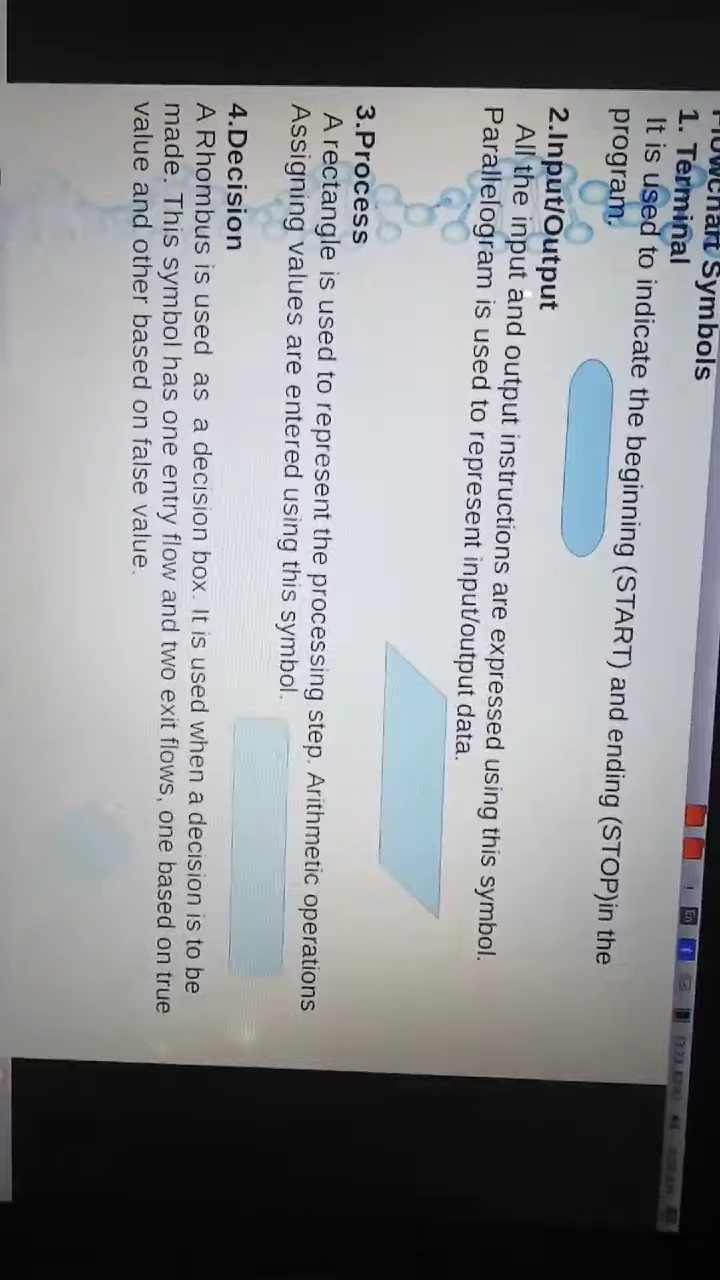 Flowchart Symbols
1. Terminal
It is used to indicate the beginning (START) and ending (STOP)in the
program.
2.Input/Output
All the input and output instructions are expressed using this symbol.
Parallelogram is used to represent input/output data.
3.Process
A rectangle is used to represent the processing step. Arithmetic operations
Assigning values are entered using this symbol.
4.Decision
A Rhombus is used as a decision box. It is used when a decision is to be
made. This symbol has one entry flow and two exit flows, one based on true
value and other based on false value.
En